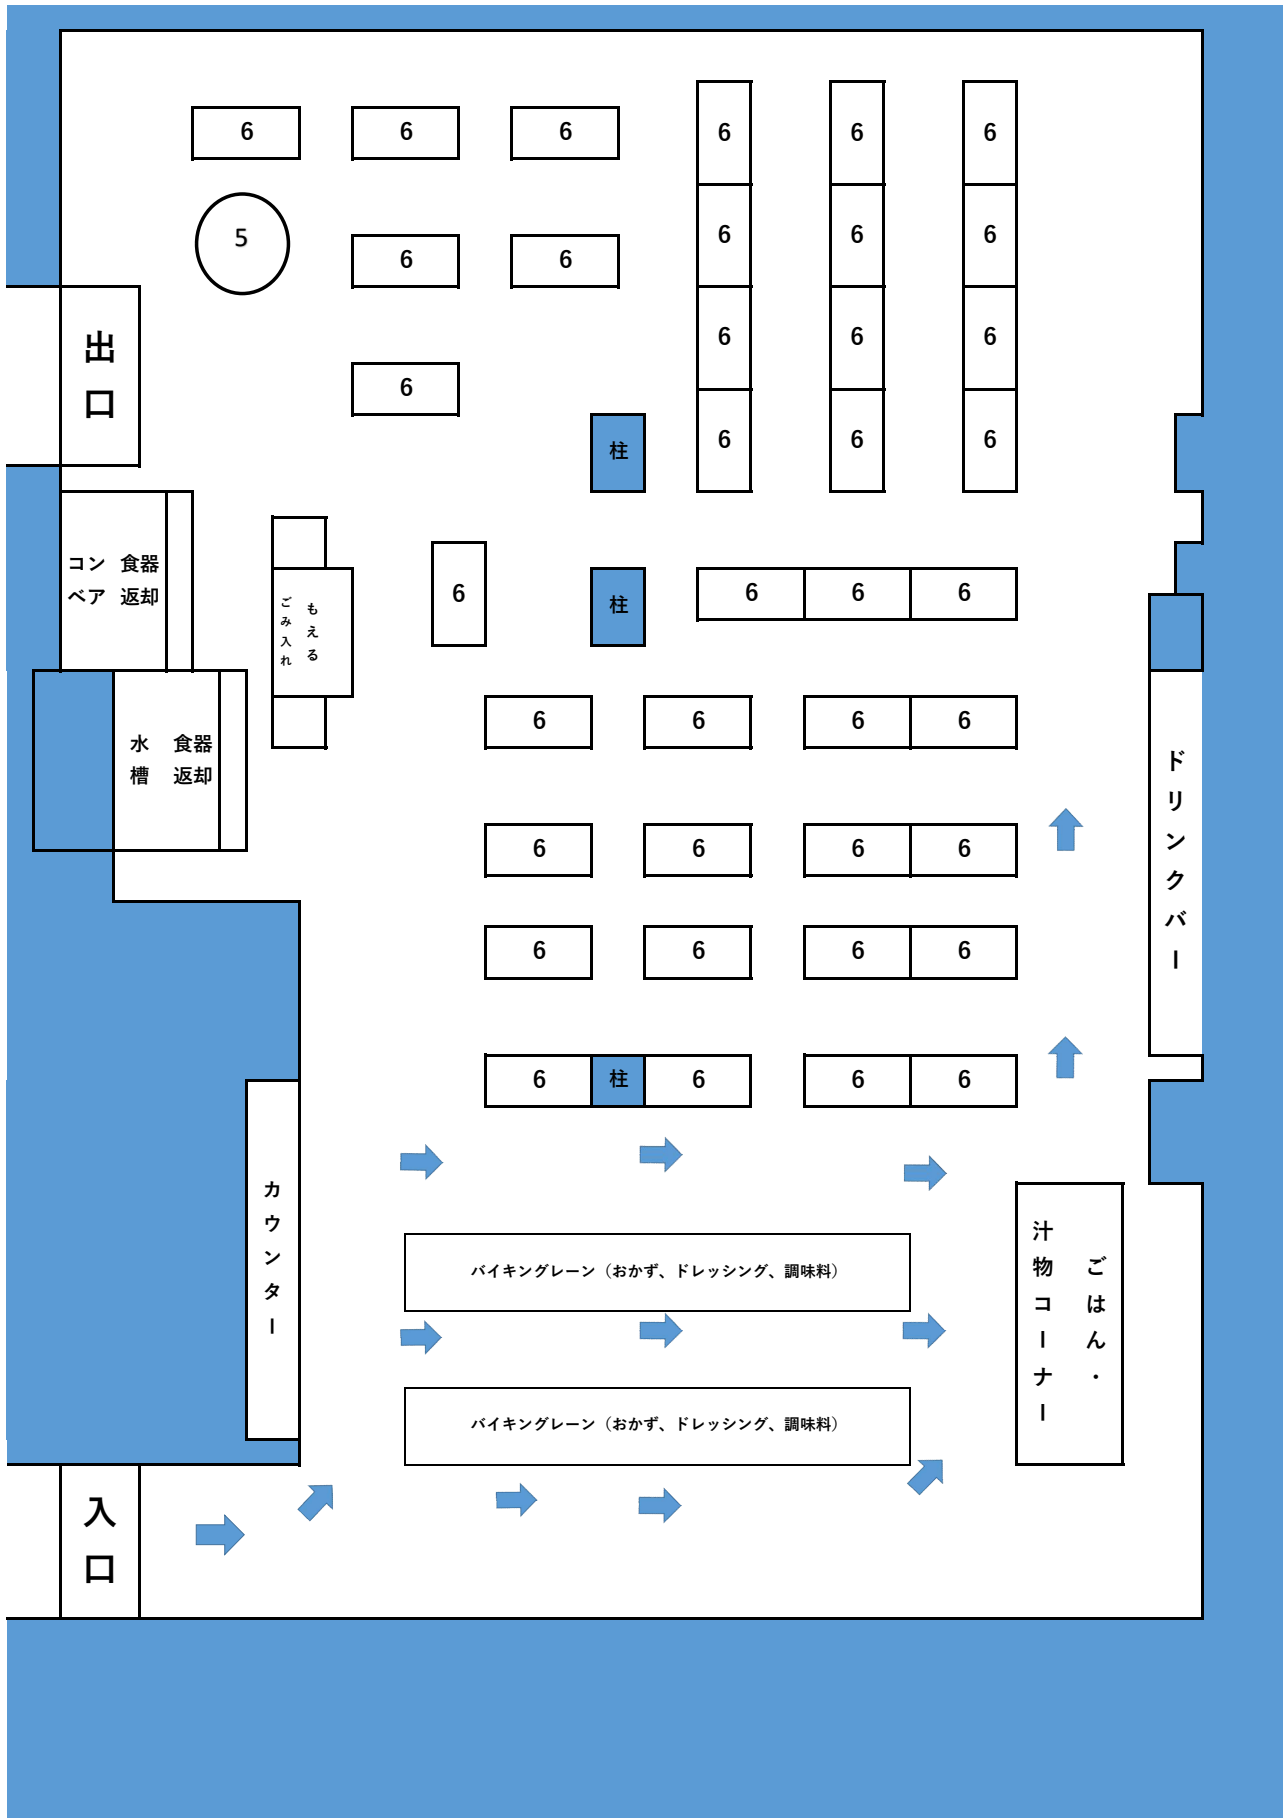 6 6 6 6 6 6
5 6 6 6 6 6
6 6 6 6
出口
柱 6 6 6
食器返却コンベア
もえるごみ入れ
6 柱 6 6 6
食器返却水槽
6 6 6 6
ドリンクバー
6 6 6 6
6 6 6 6
6 柱 6 6 6
カウンター
ごはん・汁物コーナー
バイキングレーン（おかず、ドレッシング、調味料）
バイキングレーン（おかず、ドレッシング、調味料）
入口